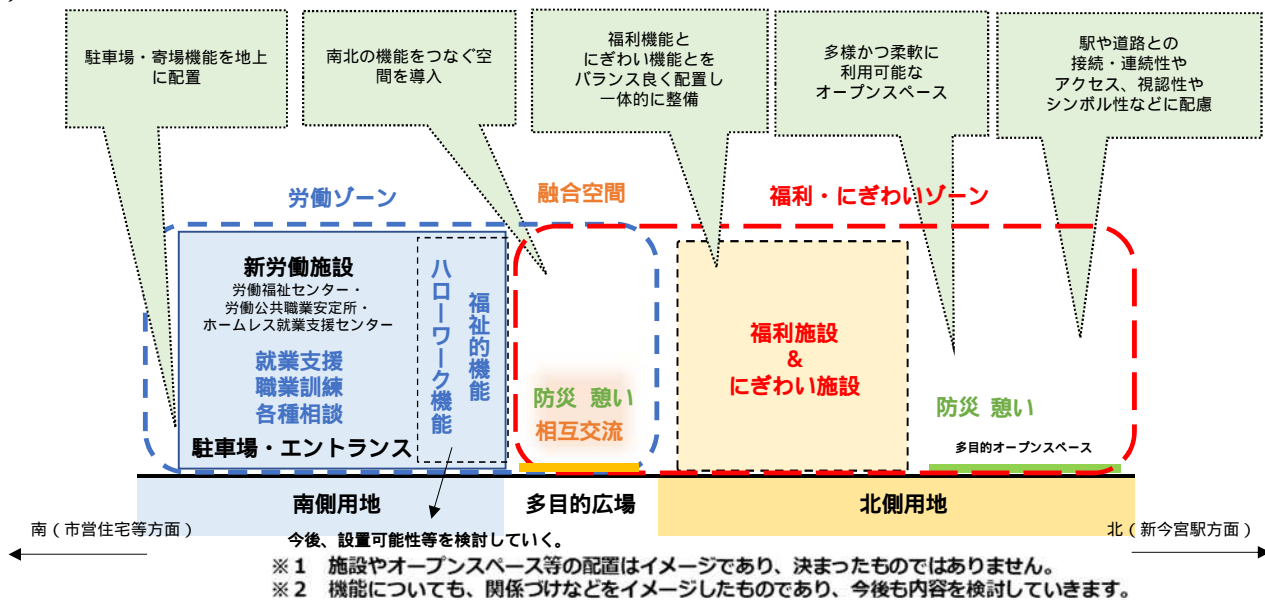 駐車場・寄場機能を地上
に配置
南北の機能をつなぐ空
間を導入
福利機能と
にぎわい機能とを
バランス良く配置し
一体的に整備
多様かつ柔軟に
利用可能な
オープンスペース
駅や道路との
接続・連続性や
アクセス、視認性や
シンボル性などに配慮
労働ゾーン
融合空間
福利・にぎわいゾーン
新労働施設
労働福祉センター・
労働公共職業安定所・
ホームレス就業支援センター
就業支援
職業訓練
各種相談
駐車場・エントランス
ハローワーク機能
福祉的機能
防災 憩い
相互交流
福利施設
&
にぎわい施設
防災 憩い
多目的オープンスペース
南側用地
多目的広場
北側用地
南(市営住宅等方面)
北(新今宮駅方面)
今後、設置可能性等を検討していく。
※1 施設やオープンスペース等の配置はイメージであり、決まったものではありません。
※2 機能についても、関係づけなどをイメージしたものであり、今後も内容を検討していきます。